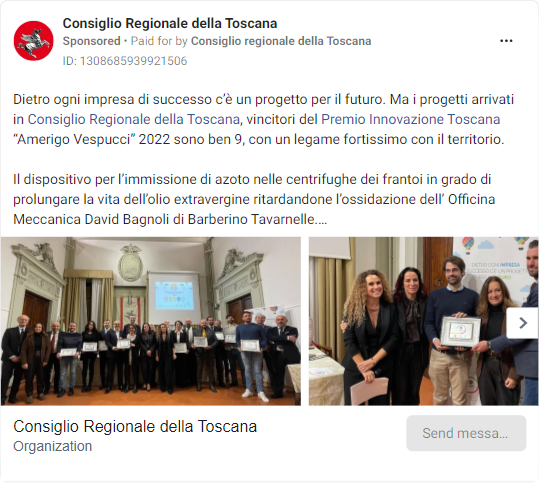 Consiglio Regionale della Toscana
Sponsored • Paid for by Consiglio regionale della Toscana
ID: 1308685939921506
Dietro ogni impresa di successo c’è un progetto per il futuro. Ma i progetti arrivati
in Consiglio Regionale della Toscana, vincitori del Premio Innovazione Toscana
“Amerigo Vespucci” 2022 sono ben 9, con un legame fortissimo con il territorio.
Il dispositivo per l’immissione di azoto nelle centrifughe dei frantoi in grado di
prolungare la vita dell’olio extravergine ritardandone l’ossidazione dell’ Officina
Meccanica David Bagnoli di Barberino Tavarnelle....
Consiglio Regionale della Toscana
Organization
Send messa...